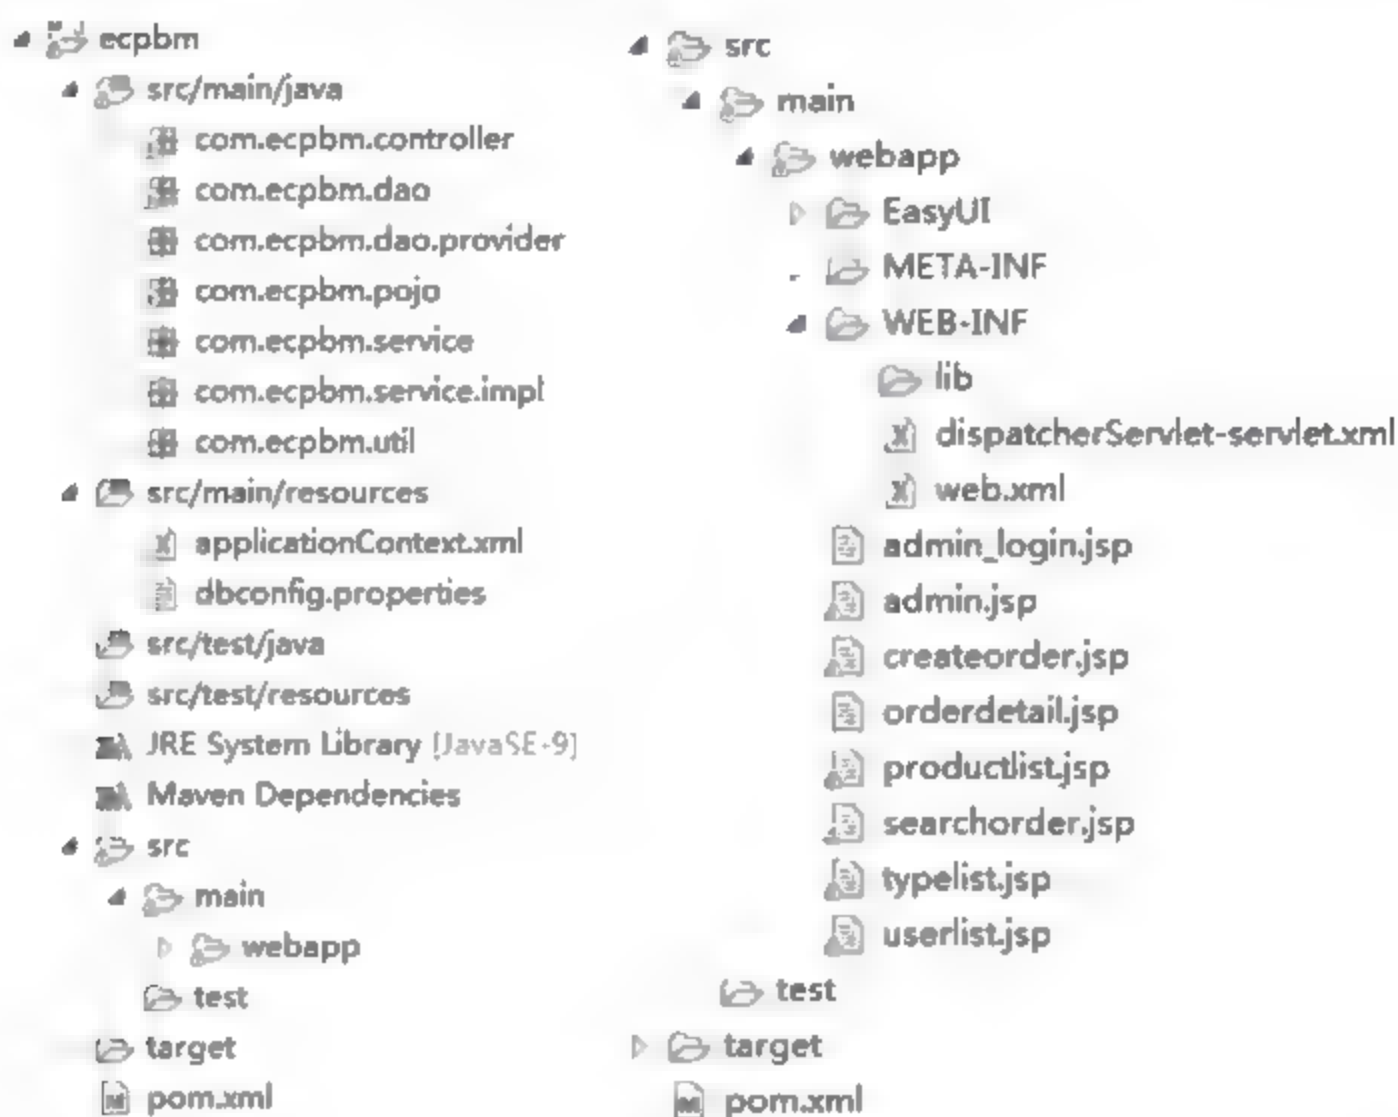 ecpbm
src/main/java
com.ecpbm.controller
com.ecpbm.dao
com.ecpbm.dao.provider
com.ecpbm.pojo
com.ecpbm.service
com.ecpbm.service.impl
com.ecpbm.util
src/main/resources
applicationContext.xml
dbconfig.properties
src/test/java
src/test/resources
JRE System Library [JavaSE-9]
Maven Dependencies
src
main
webapp
test
target
pom.xml
src
main
webapp
EasyUI
META-INF
WEB-INF
lib
dispatcherServlet-servlet.xml
web.xml
admin_login.jsp
admin.jsp
createorder.jsp
orderdetail.jsp
productlist.jsp
searchorder.jsp
typelist.jsp
userlist.jsp
test
target
pom.xml